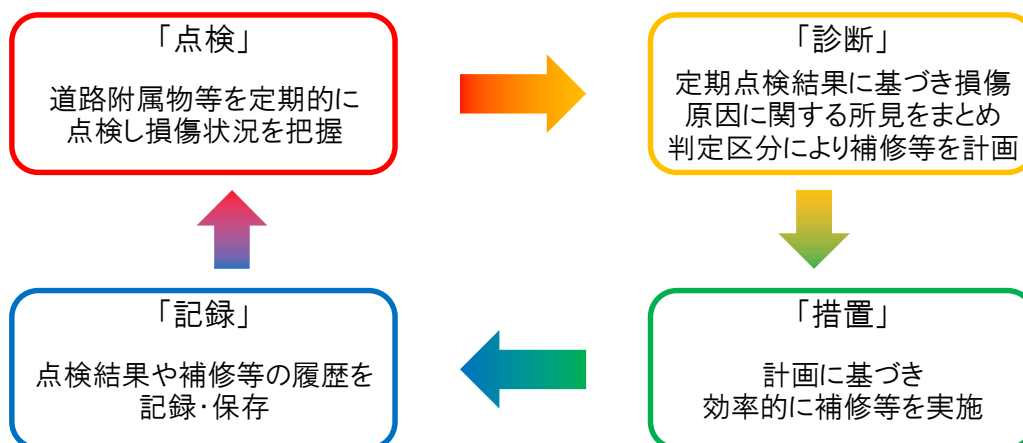 「点検」
道路附属物等を定期的に
点検し損傷状況を把握
「診断」
定期点検結果に基づき損傷
原因に関する所見をまとめ
判定区分により補修等を計画
「記録」
点検結果や補修等の履歴を
記録・保存
「措置」
計画に基づき
効率的に補修等を実施